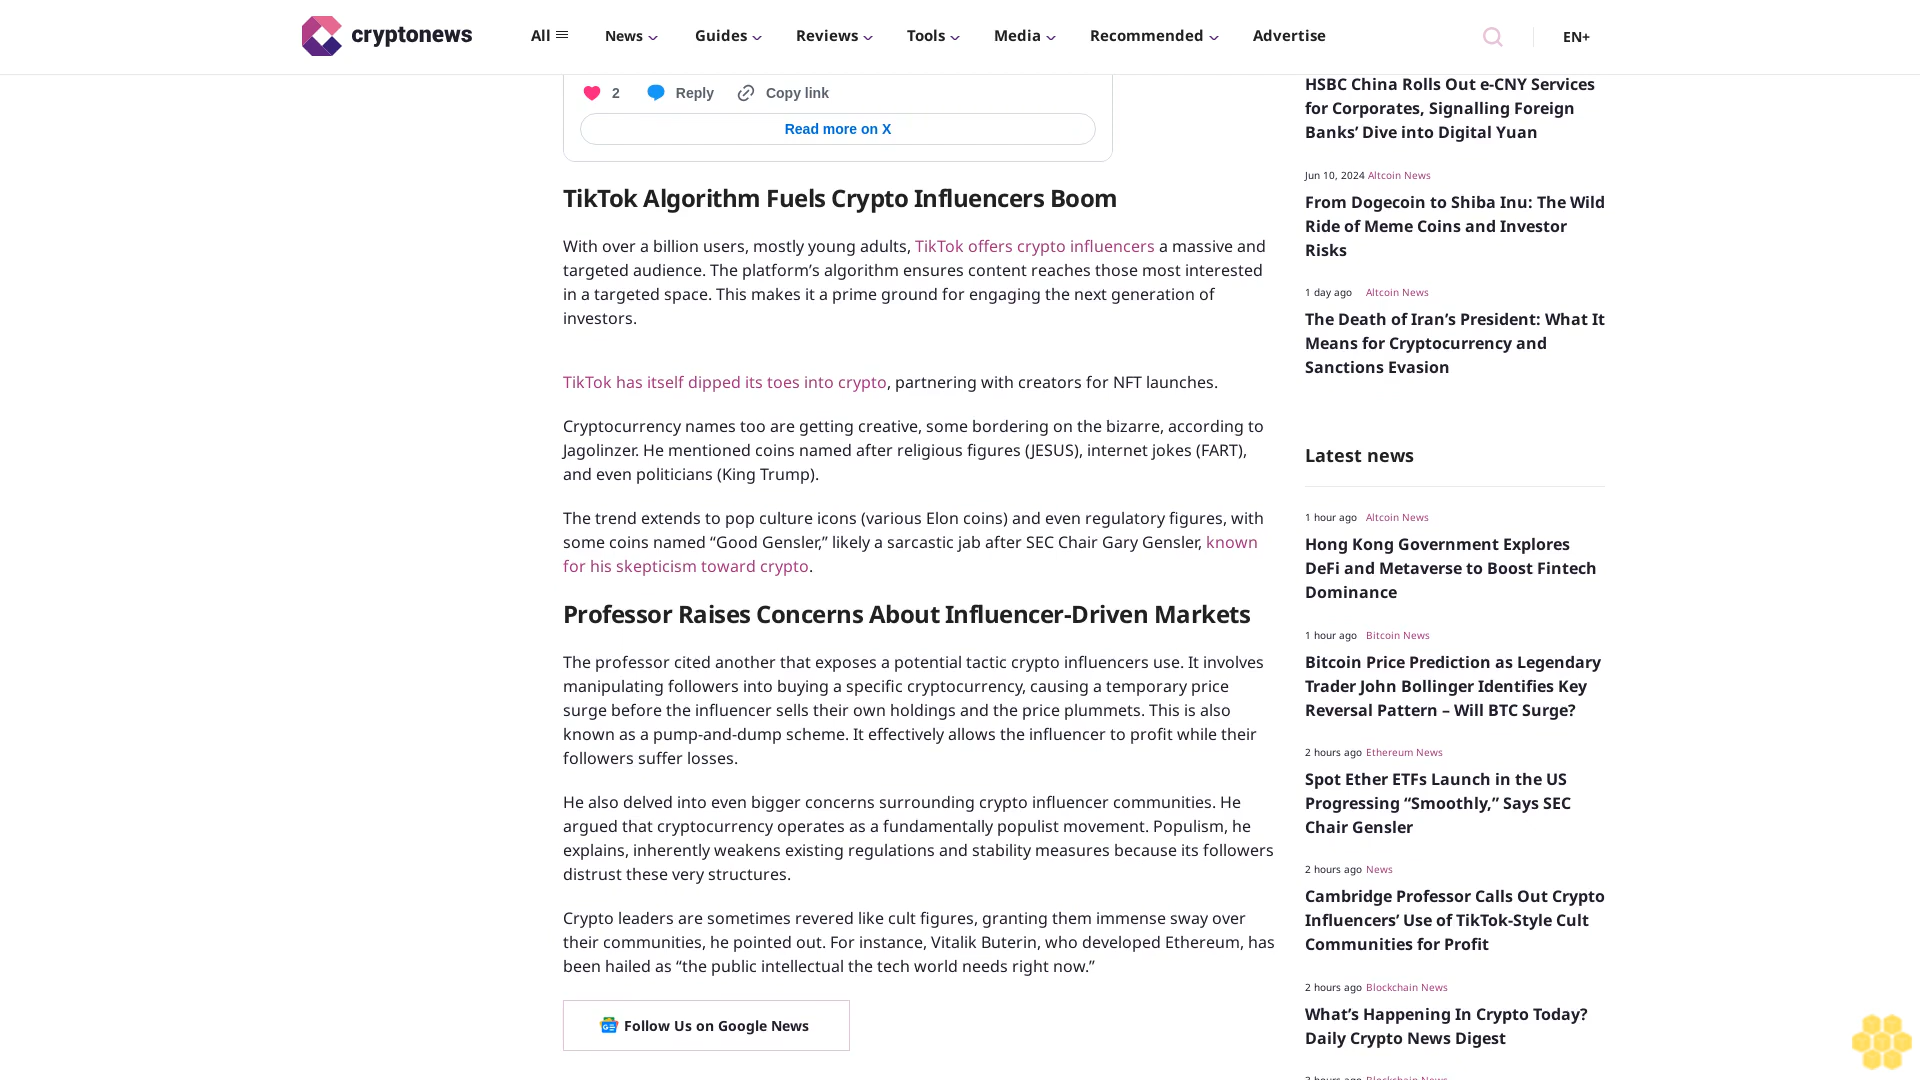 cryptonews
All
News
Guides
Reviews
Tools
Media
Recommended
Advertise
EN+
2
Reply
Copy link
Read more on X
TikTok Algorithm Fuels Crypto Influencers Boom
With over a billion users, mostly young adults, TikTok offers crypto influencers a massive and
targeted audience. The platform’s algorithm ensures content reaches those most interested
in a targeted space. This makes it a prime ground for engaging the next generation of
investors.
TikTok has itself dipped its toes into crypto, partnering with creators for NFT launches.
Cryptocurrency names too are getting creative, some bordering on the bizarre, according to
Jagolinzer. He mentioned coins named after religious figures (JESUS), internet jokes (FART),
and even politicians (King Trump).
The trend extends to pop culture icons (various Elon coins) and even regulatory figures, with
some coins named “Good Gensler,” likely a sarcastic jab after SEC Chair Gary Gensler, known
for his skepticism toward crypto.
Professor Raises Concerns About Influencer-Driven Markets
The professor cited another that exposes a potential tactic crypto influencers use. It involves
manipulating followers into buying a specific cryptocurrency, causing a temporary price
surge before the influencer sells their own holdings and the price plummets. This is also
known as a pump-and-dump scheme. It effectively allows the influencer to profit while their
followers suffer losses.
He also delved into even bigger concerns surrounding crypto influencer communities. He
argued that cryptocurrency operates as a fundamentally populist movement. Populism, he
explains, inherently weakens existing regulations and stability measures because its followers
distrust these very structures.
Crypto leaders are sometimes revered like cult figures, granting them immense sway over
their communities, he pointed out. For instance, Vitalik Buterin, who developed Ethereum, has
been hailed as “the public intellectual the tech world needs right now.”
Follow Us on Google News
HSBC China Rolls Out e-CNY Services
for Corporates, Signalling Foreign
Banks’ Dive into Digital Yuan
Jun 10, 2024 Altcoin News
From Dogecoin to Shiba Inu: The Wild
Ride of Meme Coins and Investor
Risks
1 day ago Altcoin News
The Death of Iran’s President: What It
Means for Cryptocurrency and
Sanctions Evasion
Latest news
1 hour ago Altcoin News
Hong Kong Government Explores
DeFi and Metaverse to Boost Fintech
Dominance
1 hour ago Bitcoin News
Bitcoin Price Prediction as Legendary
Trader John Bollinger Identifies Key
Reversal Pattern – Will BTC Surge?
2 hours ago Ethereum News
Spot Ether ETFs Launch in the US
Progressing “Smoothly,” Says SEC
Chair Gensler
2 hours ago News
Cambridge Professor Calls Out Crypto
Influencers’ Use of TikTok-Style Cult
Communities for Profit
2 hours ago Blockchain News
What’s Happening In Crypto Today?
Daily Crypto News Digest